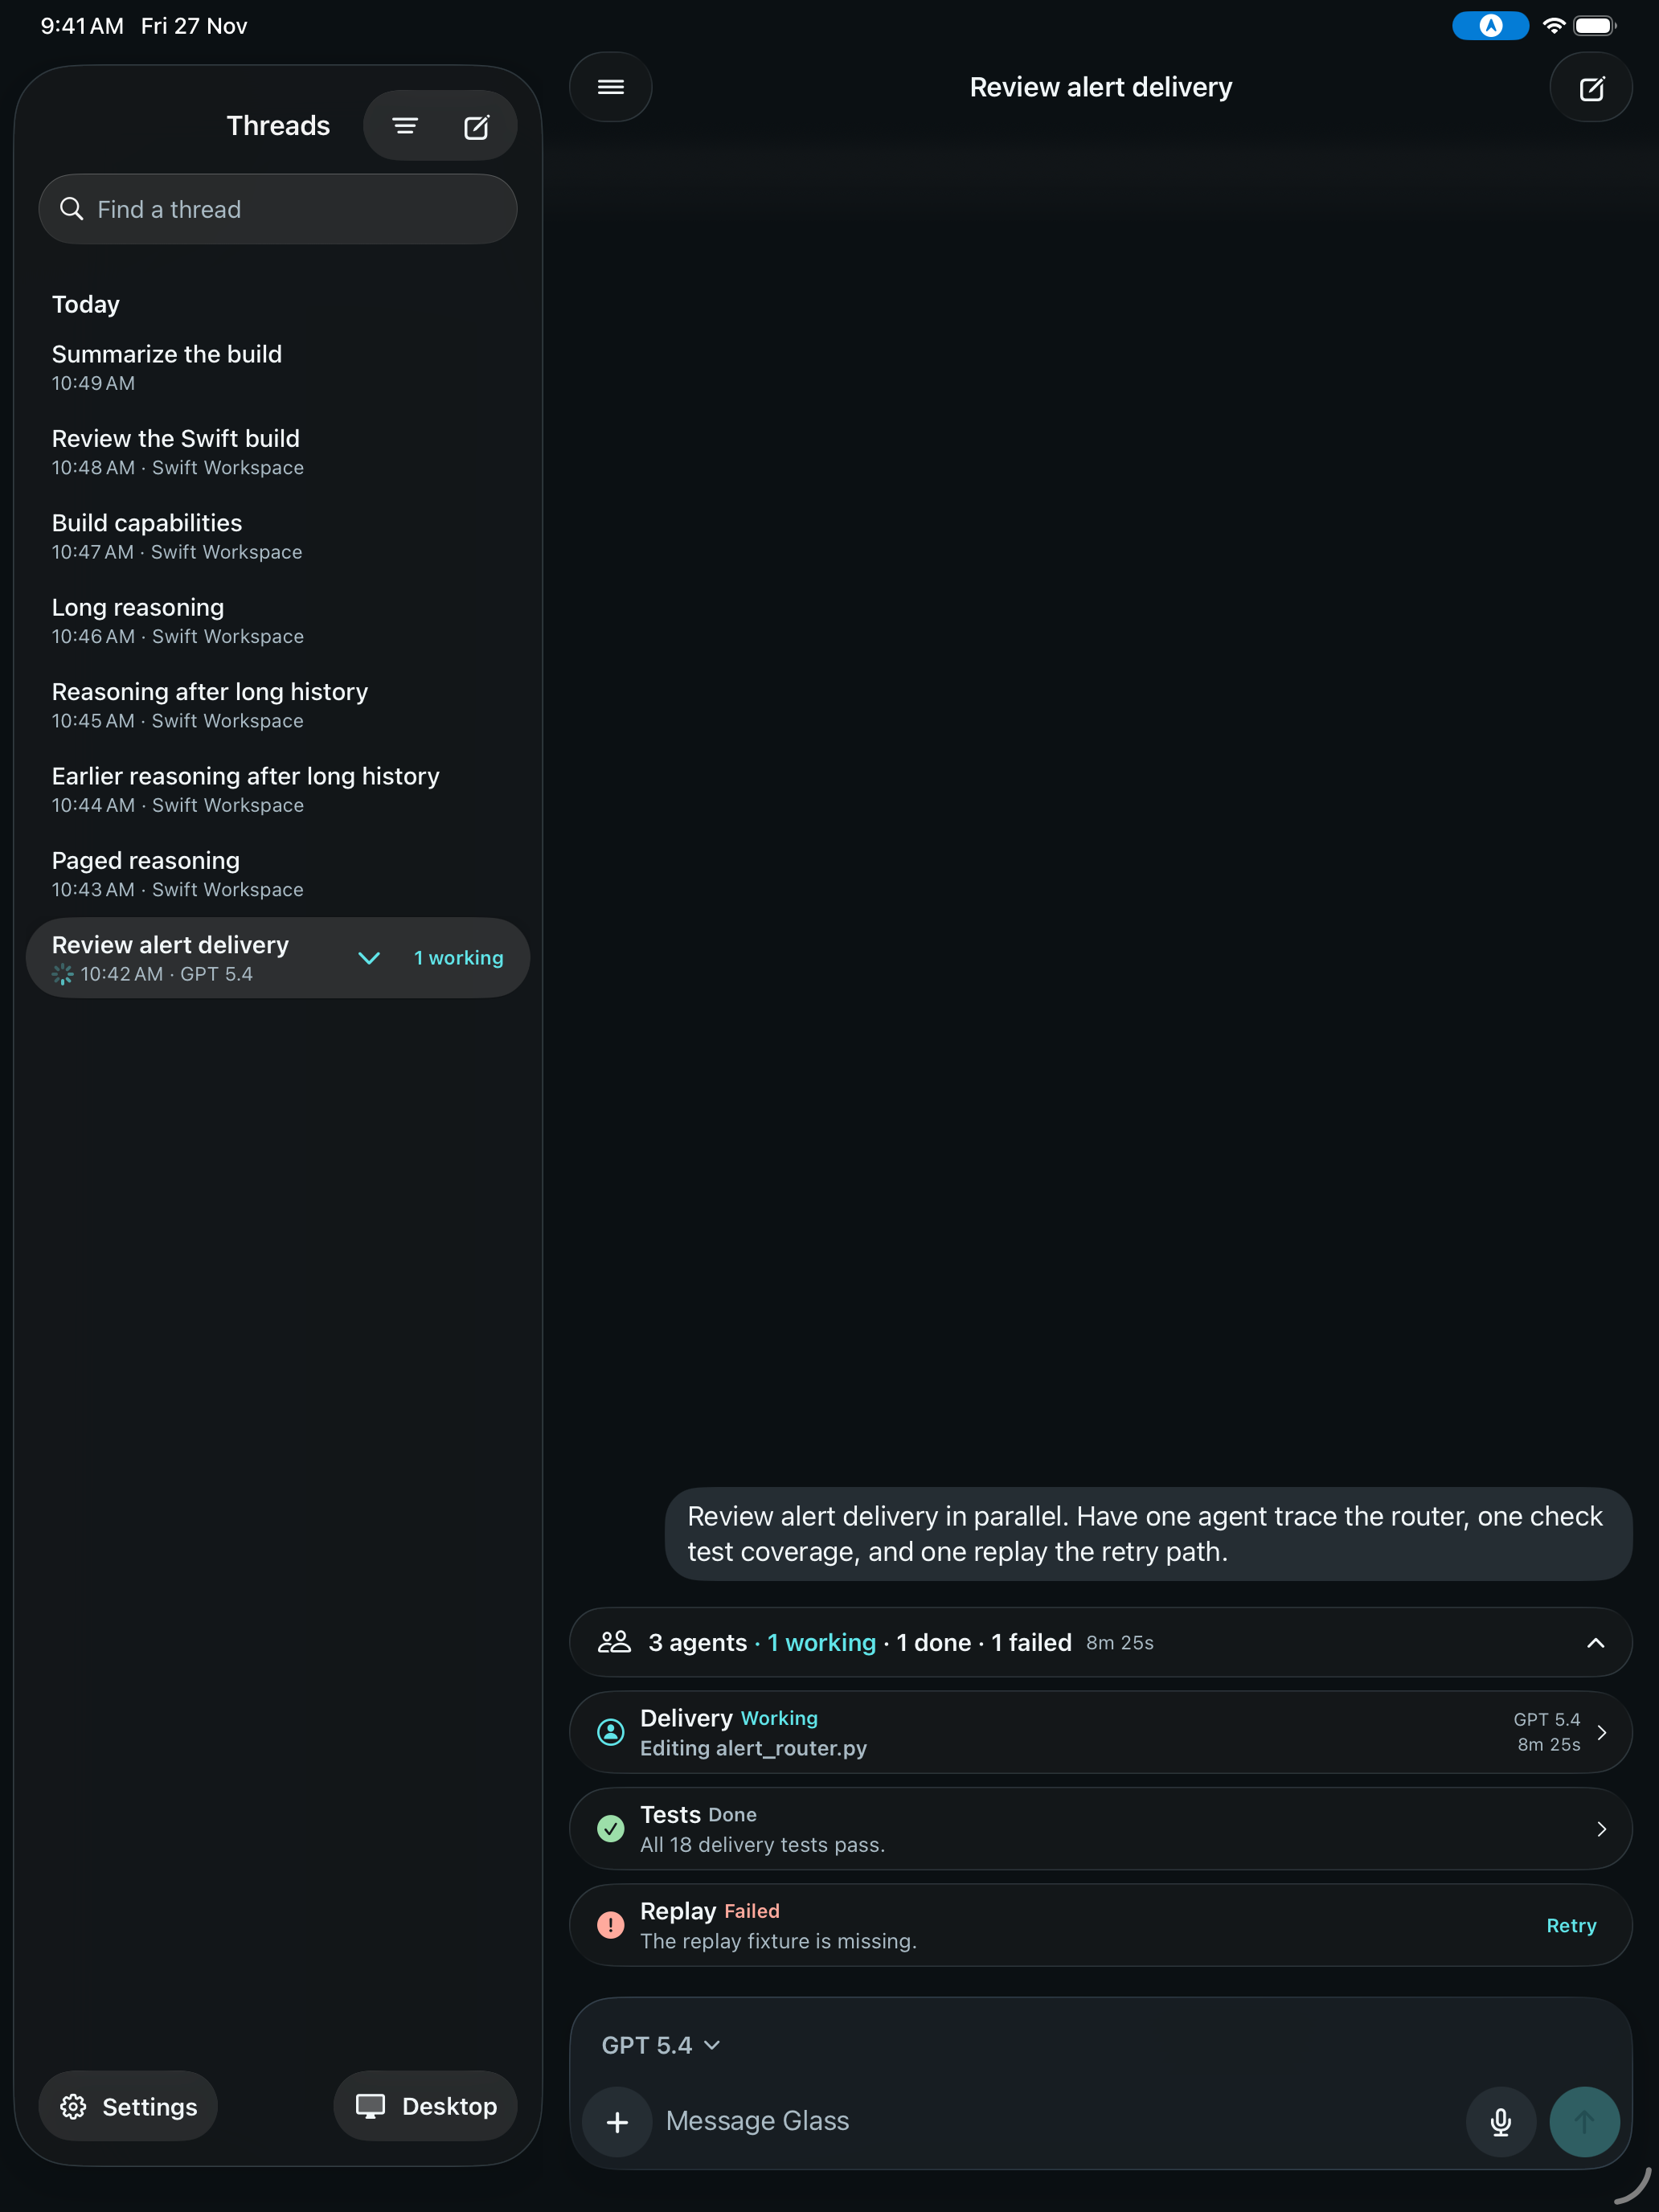 9:41 AM Fri 27 Nov
Threads
Find a thread
Today
Summarize the build
10:49 AM
Review the Swift build
10:48 AM · Swift Workspace
Build capabilities
10:47 AM · Swift Workspace
Long reasoning
10:46 AM · Swift Workspace
Reasoning after long history
10:45 AM · Swift Workspace
Earlier reasoning after long history
10:44 AM · Swift Workspace
Paged reasoning
10:43 AM · Swift Workspace
Review alert delivery
1 working
10:42 AM · GPT 5.4
Settings
Desktop
Review alert delivery
Review alert delivery in parallel. Have one agent trace the router, one check
test coverage, and one replay the retry path.
3 agents · 1 working · 1 done · 1 failed 8m 25s
Delivery Working
Editing alert_router.py
GPT 5.4
8m 25s
Tests Done
All 18 delivery tests pass.
Replay Failed
The replay fixture is missing.
Retry
GPT 5.4
Message Glass